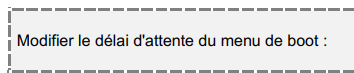 Modifier le délai d'attente du menu de boot :